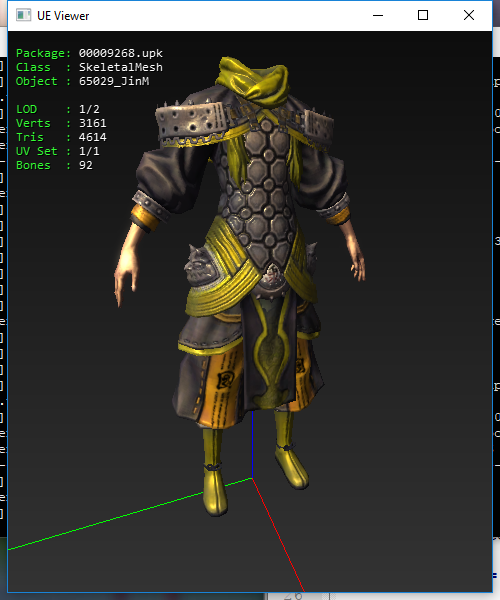 UE Viewer
Package: 00009268.upk
Class : SkeletalMesh
Object : 65029_JinM
LOD : 1/2
Verts : 3161
Tris : 4614
UV Set : 1/1
Bones : 92